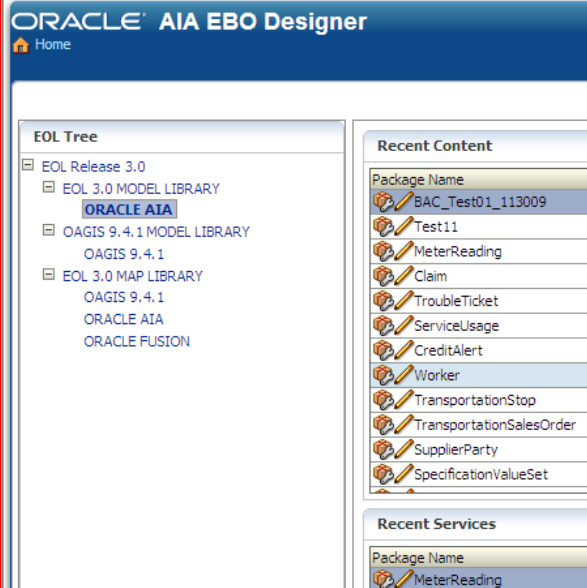 ORACLE AIA EBO Designer
Home
EOL Tree
EOL Release 3.0
EOL 3.0 MODEL LIBRARY
ORACLE AIA
OAGIS 9.4.1 MODEL LIBRARY
OAGIS 9.4.1
EOL 3.0 MAP LIBRARY
OAGIS 9.4.1
ORACLE AIA
ORACLE FUSION
Recent Content
Package Name
BAC_Test01_113009
Test11
MeterReading
Claim
TroubleTicket
ServiceUsage
CreditAlert
Worker
TransportationStop
TransportationSalesOrder
SupplierParty
SpecificationValueSet
Recent Services
Package Name
MeterReading